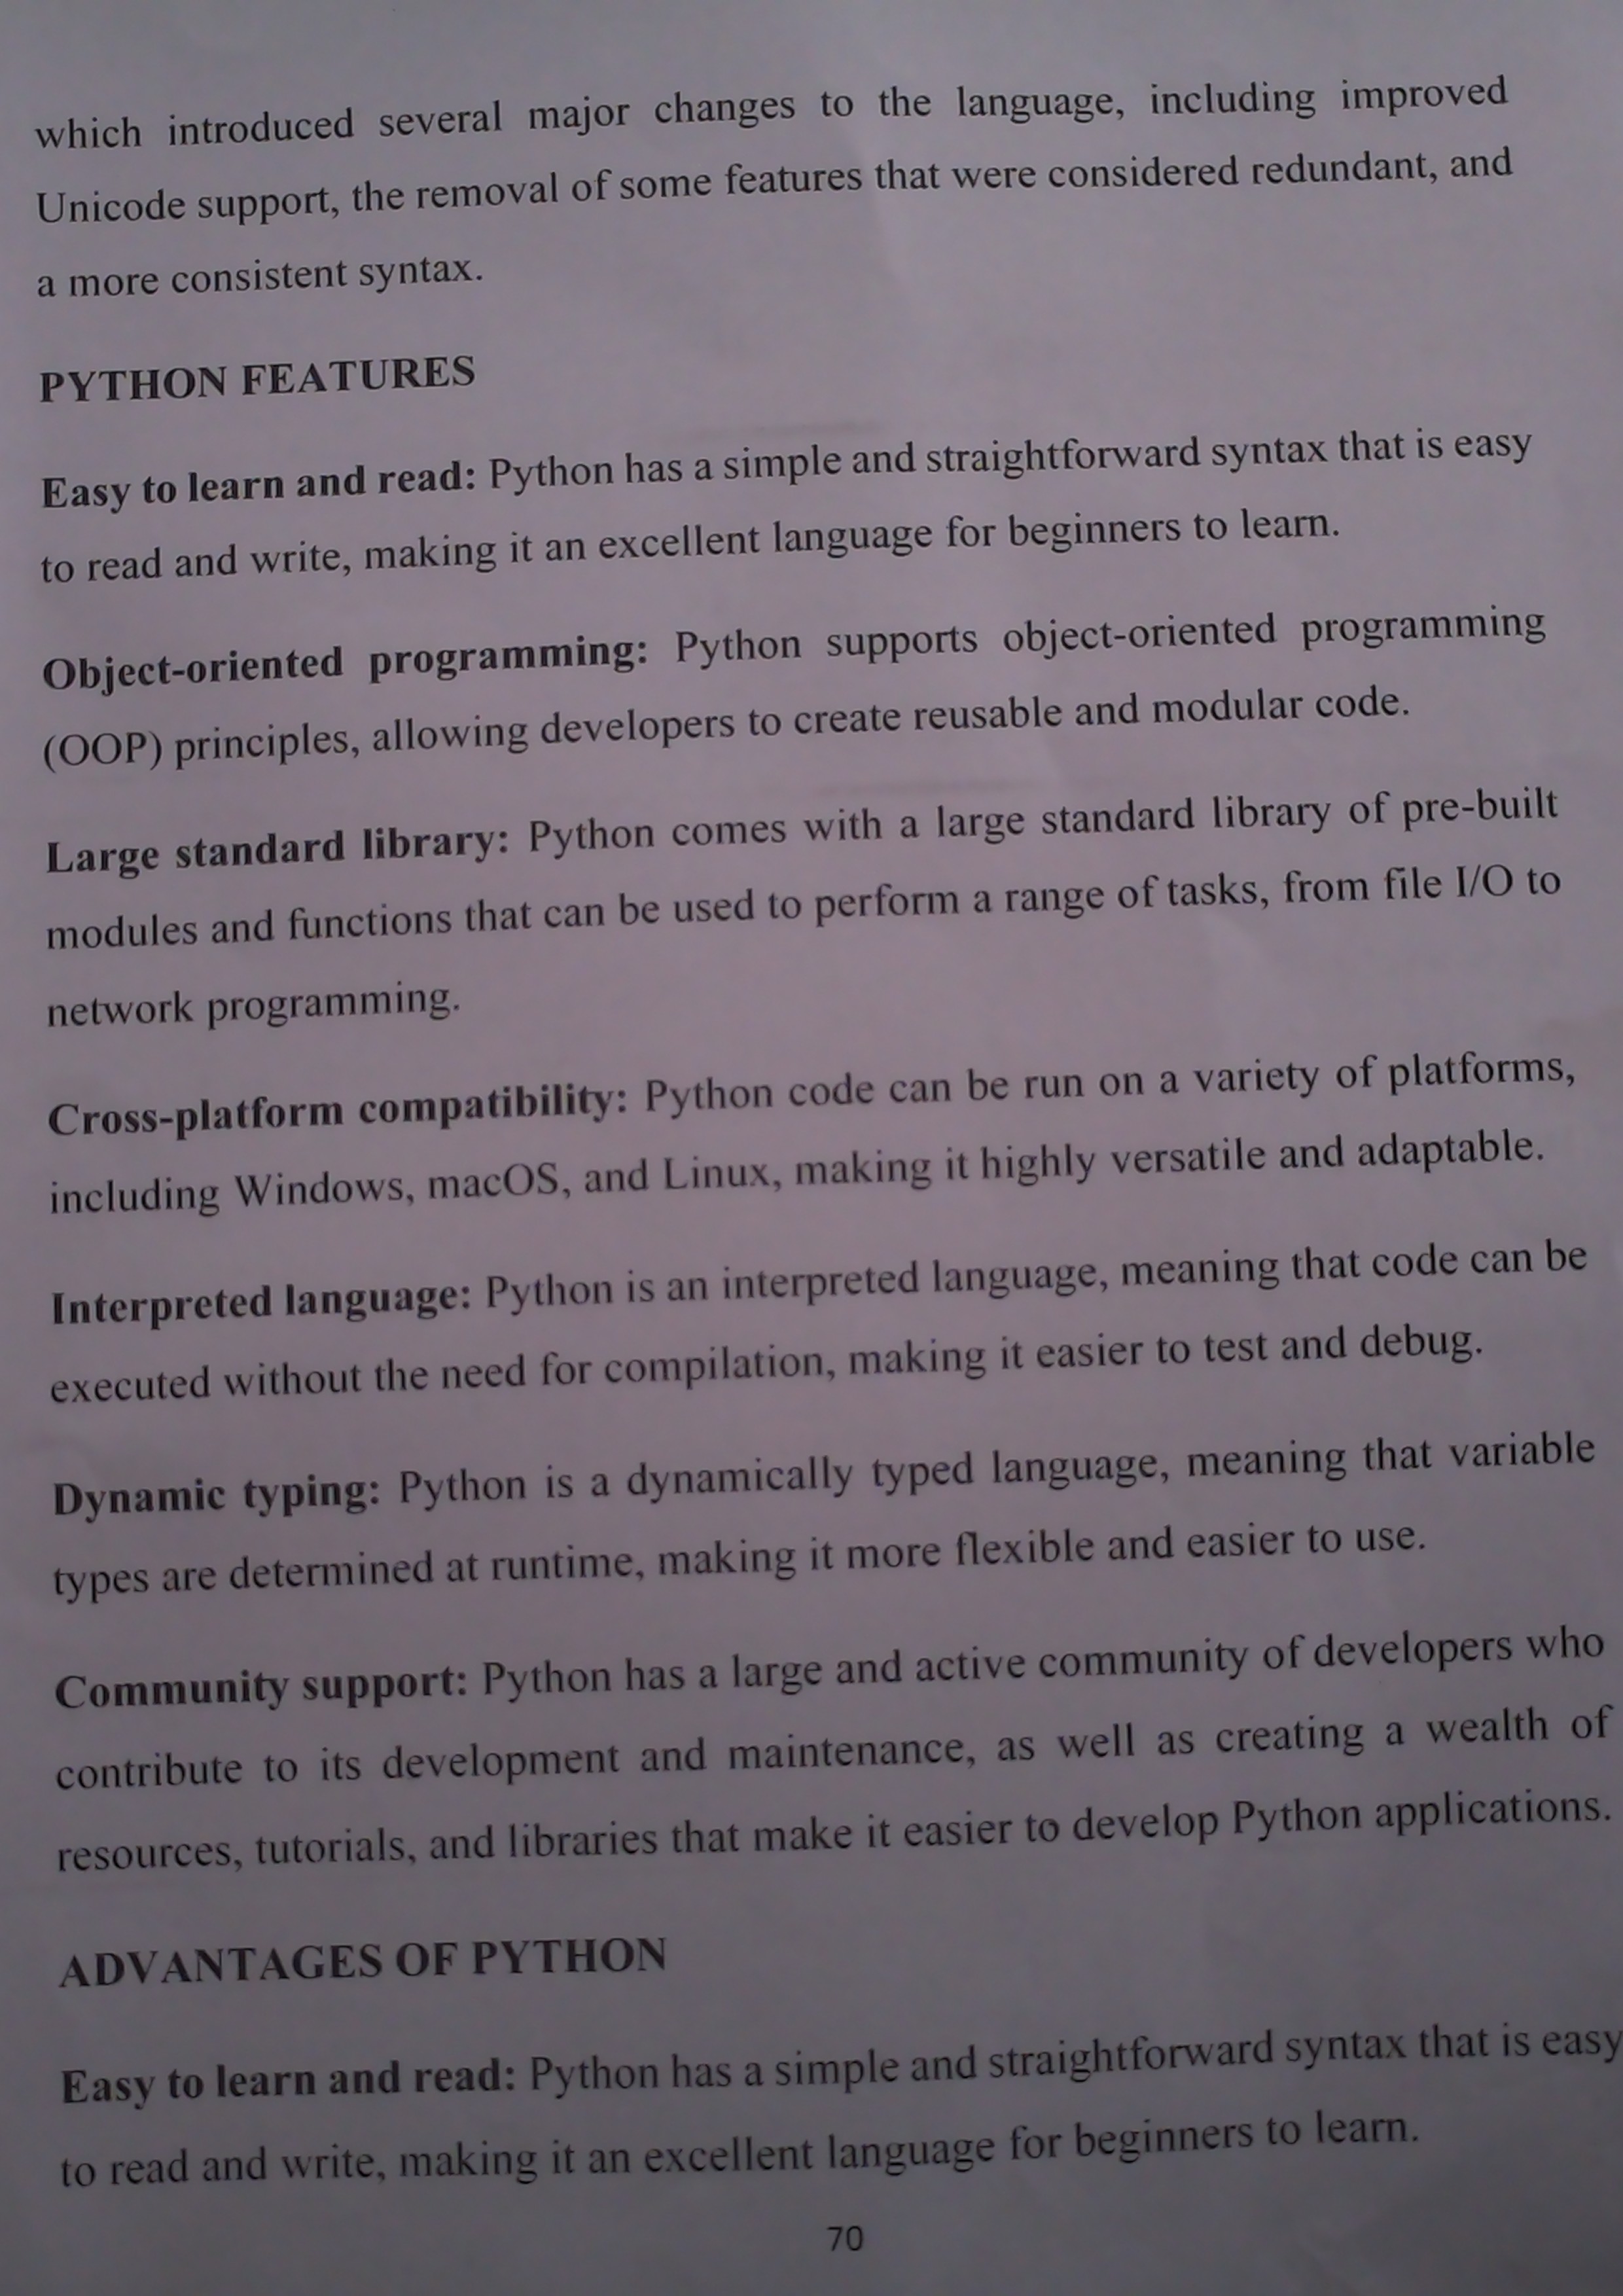 which introduced several major changes to the language, including improved
Unicode support, the removal of some features that were considered redundant, and
a more consistent syntax.
PYTHON FEATURES
Easy to learn and read: Python has a simple and straightforward syntax that is easy
to read and write, making it an excellent language for beginners to learn.
Object-oriented programming: Python supports object-oriented programming
(OOP) principles, allowing developers to create reusable and modular code.
Large standard library: Python comes with a large standard library of pre-built
modules and functions that can be used to perform a range of tasks, from file I/O to
network programming.
Cross-platform compatibility: Python code can be run on a variety of platforms,
including Windows, macOS, and Linux, making it highly versatile and adaptable.
Interpreted language: Python is an interpreted language, meaning that code can be
executed without the need for compilation, making it easier to test and debug.
Dynamic typing: Python is a dynamically typed language, meaning that variable
types are determined at runtime, making it more flexible and easier to use.
Community support: Python has a large and active community of developers who
contribute to its development and maintenance, as well as creating a wealth of
resources, tutorials, and libraries that make it easier to develop Python applications.
ADVANTAGES OF PYTHON
Easy to learn and read: Python has a simple and straightforward syntax that is easy
to read and write, making it an excellent language for beginners to learn.
70